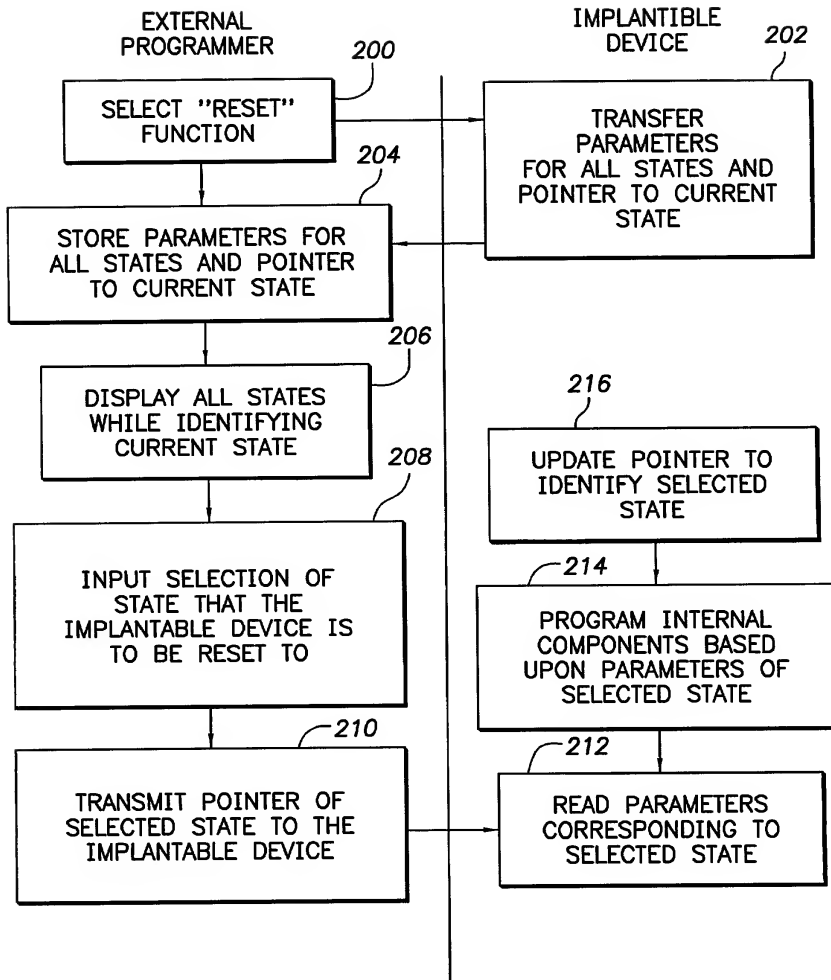 EXTERNAL
PROGRAMMER
IMPLANTIBLE
DEVICE
200
SELECT "RESET"
FUNCTION
202
TRANSFER
PARAMETERS
FOR ALL STATES AND
POINTER TO CURRENT
STATE
204
STORE PARAMETERS FOR
ALL STATES AND POINTER
TO CURRENT STATE
206
DISPLAY ALL STATES
WHILE IDENTIFYING
CURRENT STATE
208
INPUT SELECTION OF
STATE THAT THE
IMPLANTABLE DEVICE IS
TO BE RESET TO
210
TRANSMIT POINTER OF
SELECTED STATE TO THE
IMPLANTABLE DEVICE
216
UPDATE POINTER TO
IDENTIFY SELECTED
STATE
214
PROGRAM INTERNAL
COMPONENTS BASED
UPON PARAMETERS OF
SELECTED STATE
212
READ PARAMETERS
CORRESPONDING TO
SELECTED STATE